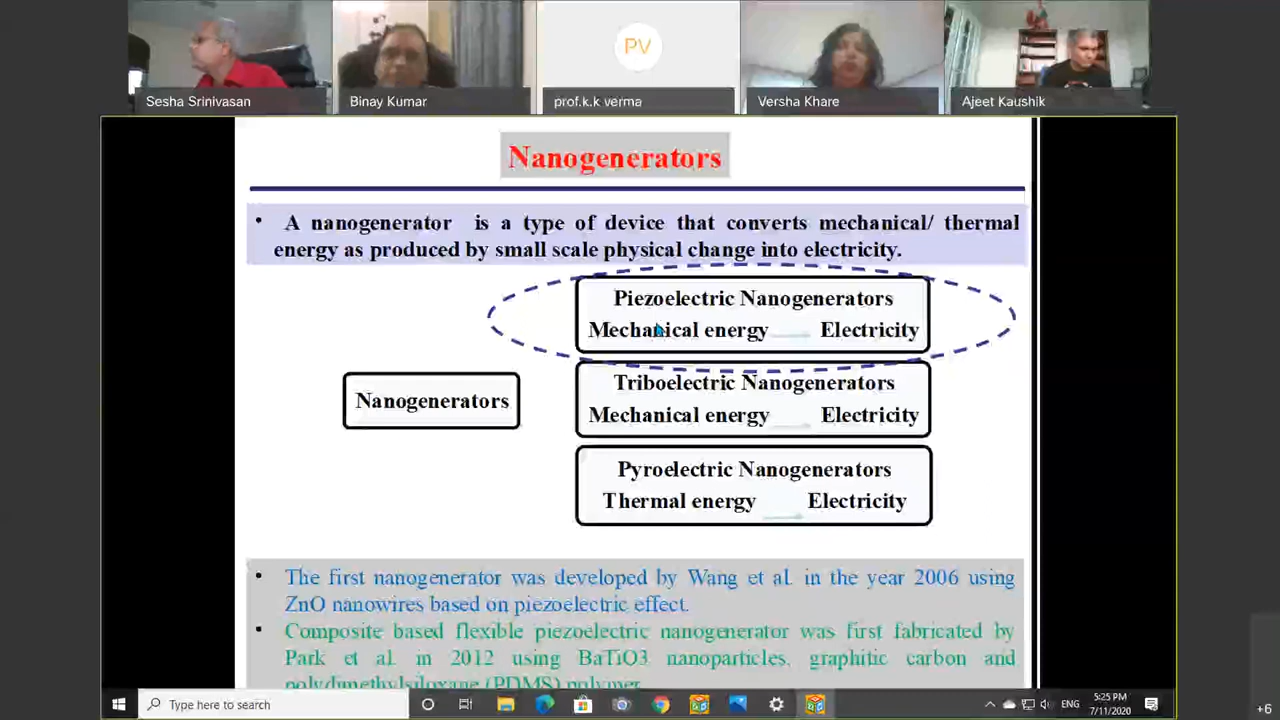 PV
Sesha Srinivasan
Binay Kumar
prof.k.k verma
Versha Khare
Ajeet Kaushik
Nanogenerators
• A nanogenerator is a type of device that converts mechanical/ thermal
energy as produced by small scale physical change into electricity.
Piezoelectric Nanogenerators
Mechanical energy Electricity
Triboelectric Nanogenerators
Mechanical energy Electricity
Nanogenerators
Pyroelectric Nanogenerators
Thermal energy Electricity
• The first nanogenerator was developed by Wang et al. in the year 2006 using
ZnO nanowires based on piezoelectric effect.
• Composite based flexible piezoelectric nanogenerator was first fabricated by
Park et al. in 2012 using BaTiO3 nanoparticles, graphitic carbon and
polydimethylsiloxane (PDMS) polymer
Type here to search
ENG
5:25 PM
7/11/2020
+6